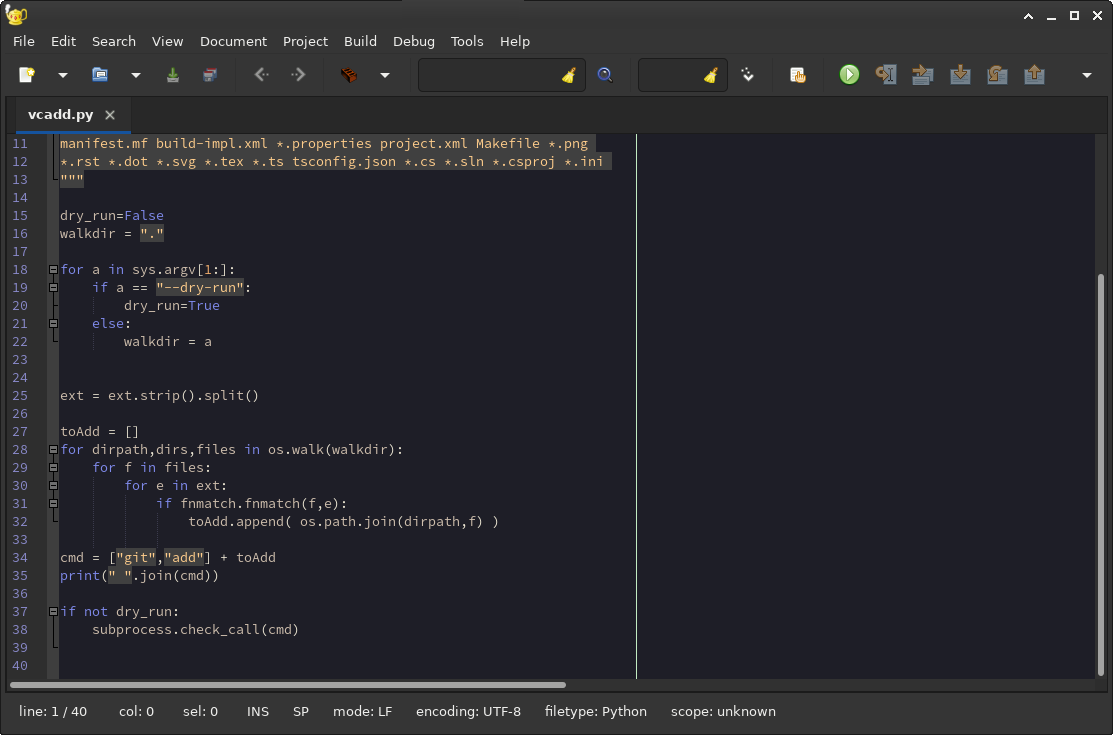 File Edit Search View Document Project Build Debug Tools Help
vcadd.py
11 manifest.mf build-impl.xml *.properties project.xml Makefile *.png
12 *.rst *.dot *.svg *.tex *.ts tsconfig.json *.cs *.sln *.csproj *.ini
13 """
14
15 dry_run=False
16 walkdir = "."
17
18 for a in sys.argv[1:]:
19     if a == "--dry-run":
20         dry_run=True
21     else:
22         walkdir = a
23
24
25 ext = ext.strip().split()
26
27 toAdd = []
28 for dirpath,dirs,files in os.walk(walkdir):
29     for f in files:
30         for e in ext:
31             if fnmatch.fnmatch(f,e):
32                 toAdd.append( os.path.join(dirpath,f) )
33
34 cmd = ["git","add"] + toAdd
35 print(" ".join(cmd))
36
37 if not dry_run:
38     subprocess.check_call(cmd)
39
40
line: 1 / 40 col: 0 sel: 0 INS SP mode: LF encoding: UTF-8 filetype: Python scope: unknown